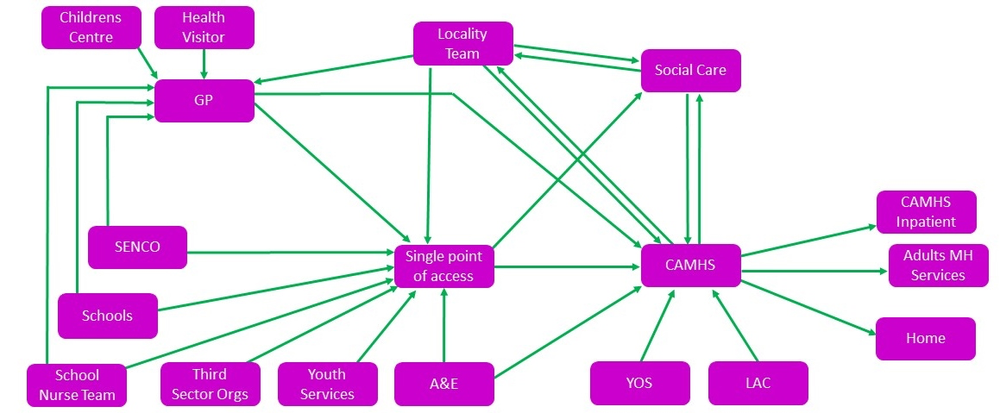 Childrens
Centre
Health
Visitor
Locality
Team
Social Care
GP
CAMHS
Inpatient
SENCO
Single point
of access
CAMHS
Adults MH
Services
Schools
Home
School
Nurse Team
Third
Sector Orgs
Youth
Services
A&E
YOS
LAC